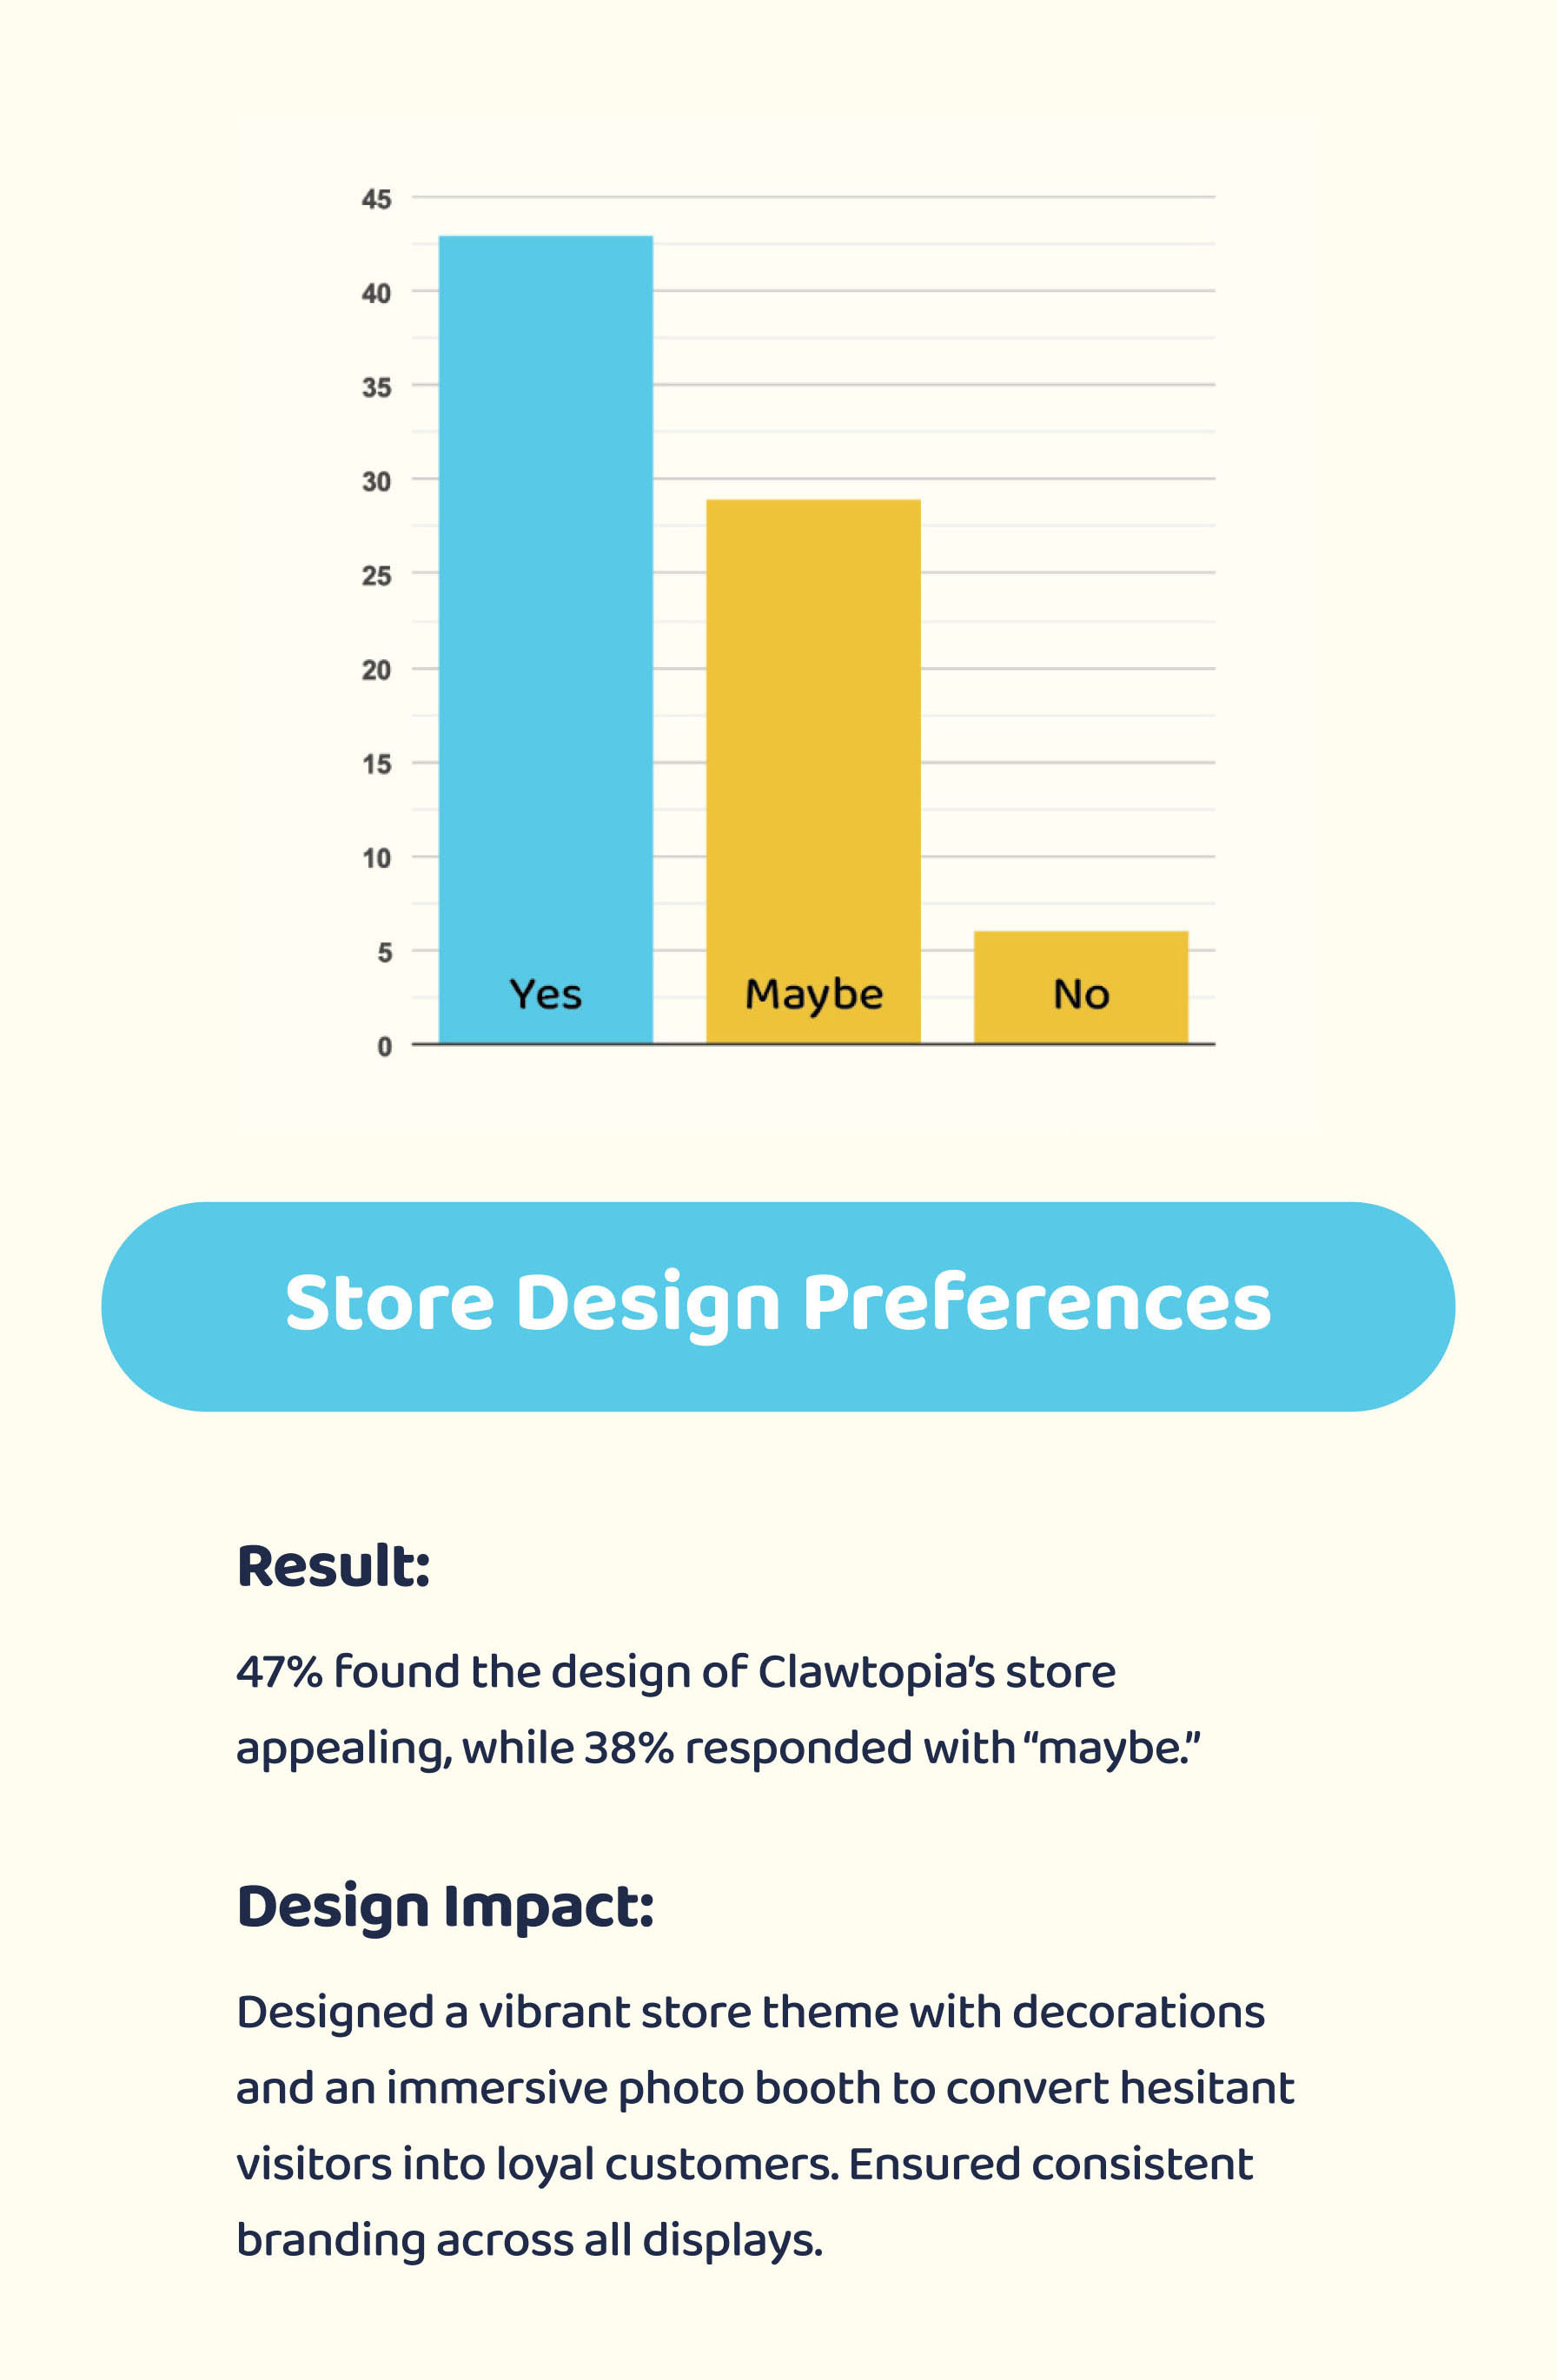 45
40
35
30
25
20
15
10
5
0
Yes Maybe No
Store Design Preferences
Result:
47% found the design of Clawtopia’s store
appealing, while 38% responded with “maybe.”
Design Impact:
Designed a vibrant store theme with decorations
and an immersive photo booth to convert hesitant
visitors into loyal customers. Ensured consistent
branding across all displays.